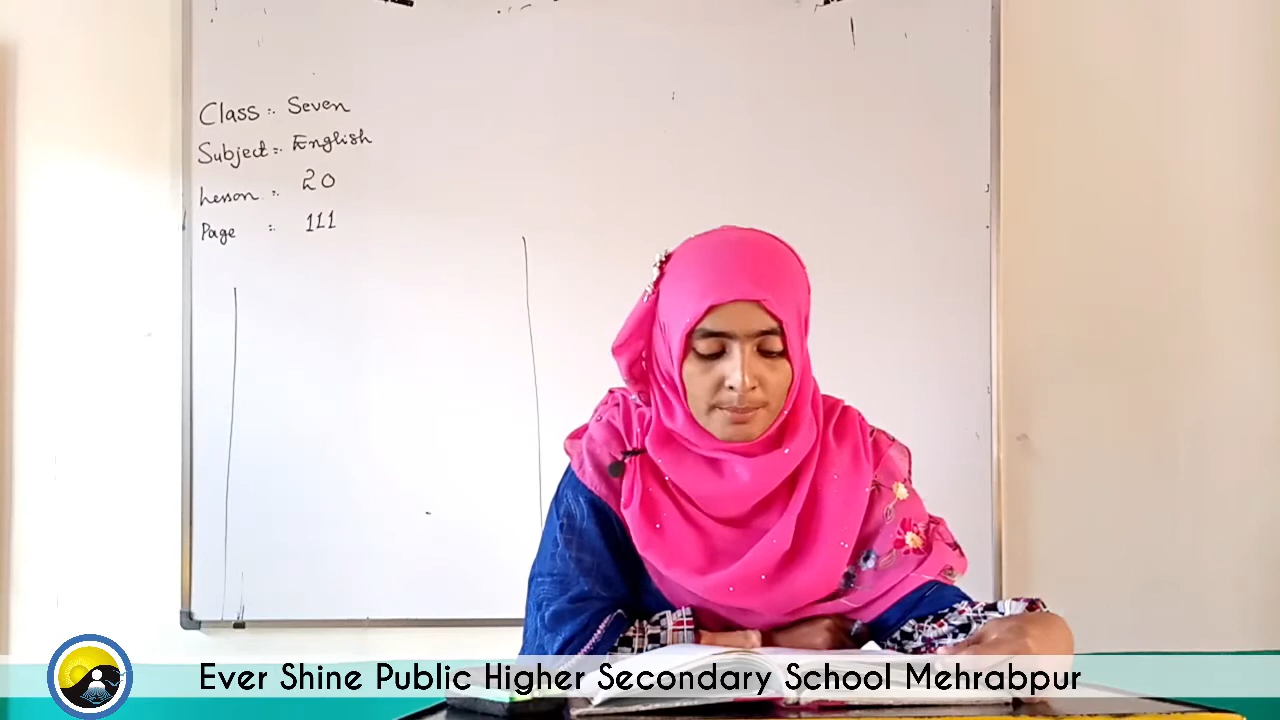 Class :- Seven
Subject :- English
Lesson :- 20
Page :- 111
Ever Shine Public Higher Secondary School Mehrabpur